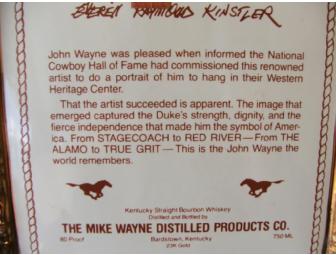 EVEREN RAYMOND KINSTLER
John Wayne was pleased when informed the National
Cowboy Hall of Fame had commissioned this renowned
artist to do a portrait of him to hang in their Western
Heritage Center.
That the artist succeeded is apparent. The image that
emerged captured the Duke's strength, dignity, and the
fierce independence that made him the symbol of Amer-
ica. From STAGECOACH to RED RIVER—From THE
ALAMO to TRUE GRIT—This is the John Wayne the
world remembers.
Kentucky Straight Bourbon Whiskey
Distilled and Bottled by
THE MIKE WAYNE DISTILLED PRODUCTS CO.
80 Proof
Bardstown, Kentucky
750 ML
23K Gold